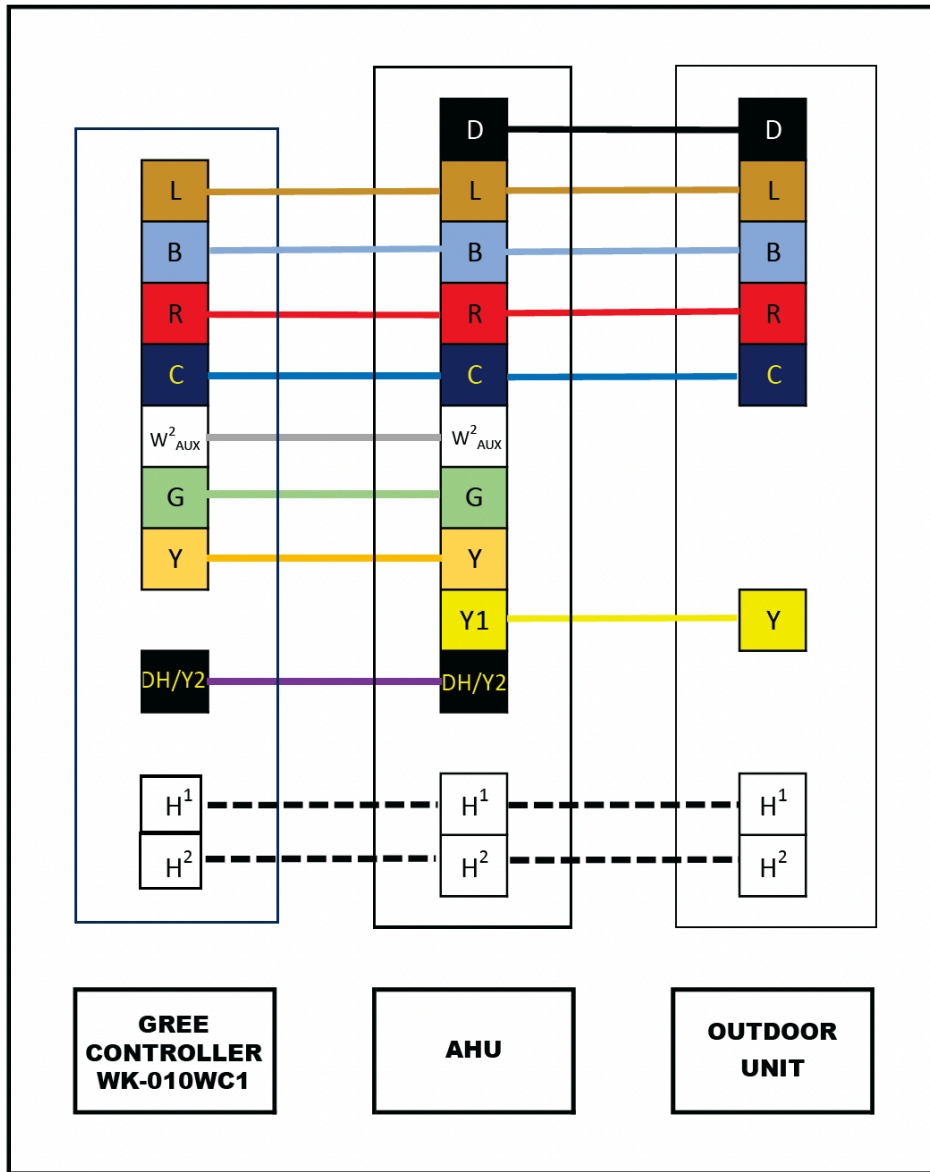 D D
L L L
B B B
R R R
C C C
W²AUX W²AUX
G G
Y Y
Y1 Y
DH/Y2 DH/Y2
H¹ H¹ H¹
H² H² H²
GREE
CONTROLLER
WK-010WC1
AHU
OUTDOOR
UNIT